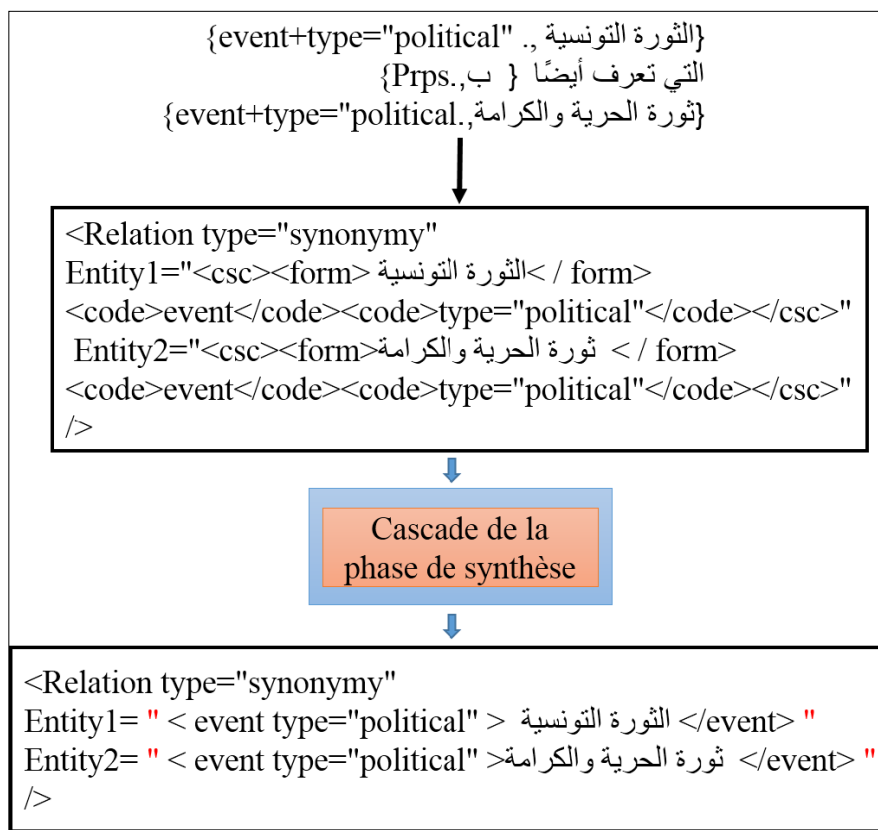 {الثورة التونسية ,. event+type="political"}
التي تعرف أيضًا { ب,.Prps}
{ثورة الحرية والكرامة,.event+type="political}
<Relation type="synonymy"
Entity1="<csc><form> الثورة التونسية</ form>
<code>event</code><code>type="political"</code></csc>"
Entity2="<csc><form>ثورة الحرية والكرامة < / form>
<code>event</code><code>type="political"</code></csc>"
/>
Cascade de la
phase de synthèse
<Relation type="synonymy"
Entity1= " < event type="political" > الثورة التونسية </event> "
Entity2= " < event type="political" >ثورة الحرية والكرامة </event> "
/>